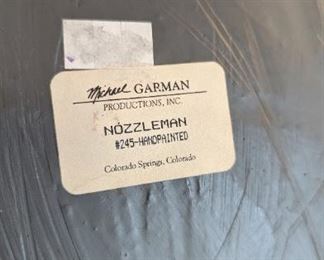 Michael GARMAN
PRODUCTIONS, INC.
NOZZLEMAN
#245-HANDPAINTED
Colorado Springs, Colorado